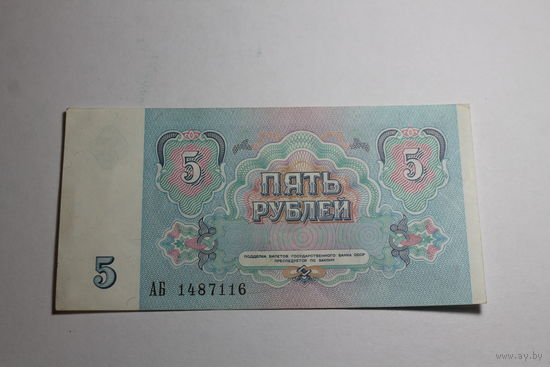 5 5
ПЯТЬ
РУБЛЕЙ
ПОДДЕЛКА БИЛЕТОВ ГОСУДАРСТВЕННОГО БАНКА СССР
ПРЕСЛЕДУЕТСЯ ПО ЗАКОНУ
5
АБ 1487116
www.ay.by